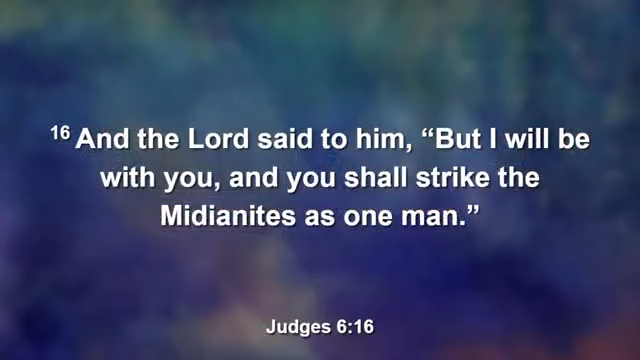 16 And the Lord said to him, “But I will be
with you, and you shall strike the
Midianites as one man.”
Judges 6:16